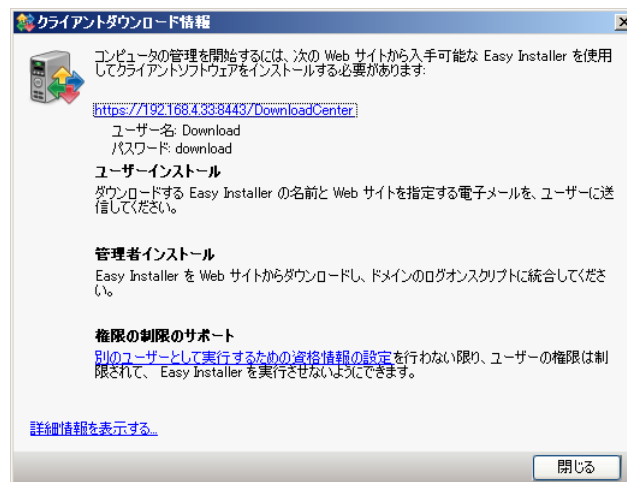 クライアントダウンロード情報
コンピュータの管理を開始するには、次の Web サイトから入手可能な Easy Installer を使用
してクライアントソフトウェアをインストールする必要があります:
https://192.168.4.33:8443/DownloadCenter
ユーザー名: Download
パスワード: download
ユーザーインストール
ダウンロードする Easy Installer の名前と Web サイトを指定する電子メールを、ユーザーに送
信してください。
管理者インストール
Easy Installer を Web サイトからダウンロードし、ドメインのログオンスクリプトに統合してくださ
い。
権限の制限のサポート
別のユーザーとして実行するための資格情報の設定を行わない限り、ユーザーの権限は制
限されて、 Easy Installer を実行させないようにできます。
詳細情報を表示する...
閉じる